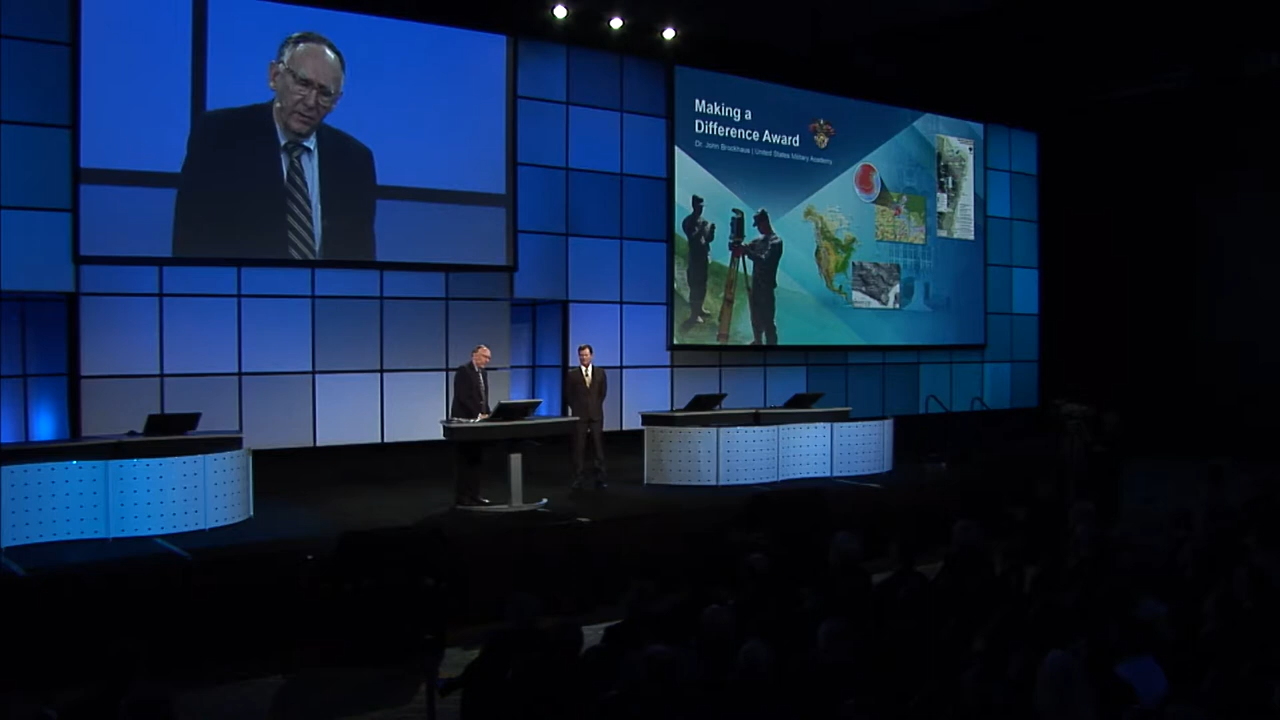 Making a
Difference Award
Dr. John Brockhaus | United States Military Academy